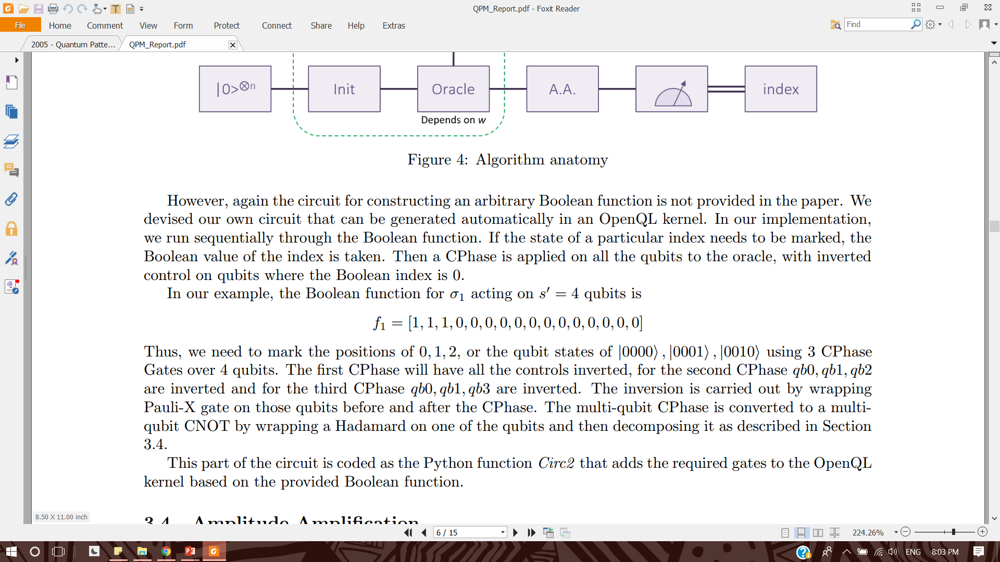 QPM_Report.pdf - Foxit Reader
File Home Comment View Form Protect Connect Share Help Extras
Find
2005 - Quantum Patte... QPM_Report.pdf
|0>⊗n Init Oracle A.A. index
Depends on w
Figure 4: Algorithm anatomy
However, again the circuit for constructing an arbitrary Boolean function is not provided in the paper. We
devised our own circuit that can be generated automatically in an OpenQL kernel. In our implementation,
we run sequentially through the Boolean function. If the state of a particular index needs to be marked, the
Boolean value of the index is taken. Then a CPhase is applied on all the qubits to the oracle, with inverted
control on qubits where the Boolean index is 0.
In our example, the Boolean function for σ₁ acting on s′ = 4 qubits is
f₁ = [1, 1, 1, 0, 0, 0, 0, 0, 0, 0, 0, 0, 0, 0, 0, 0]
Thus, we need to mark the positions of 0, 1, 2, or the qubit states of |0000⟩, |0001⟩, |0010⟩ using 3 CPhase
Gates over 4 qubits. The first CPhase will have all the controls inverted, for the second CPhase qb0, qb1, qb2
are inverted and for the third CPhase qb0, qb1, qb3 are inverted. The inversion is carried out by wrapping
Pauli-X gate on those qubits before and after the CPhase. The multi-qubit CPhase is converted to a multi-
qubit CNOT by wrapping a Hadamard on one of the qubits and then decomposing it as described in Section
3.4.
This part of the circuit is coded as the Python function Circ2 that adds the required gates to the OpenQL
kernel based on the provided Boolean function.
8.50 X 11.00 inch
3.4 Amplitude Amplification
6 / 15
224.26%
ENG 8:03 PM